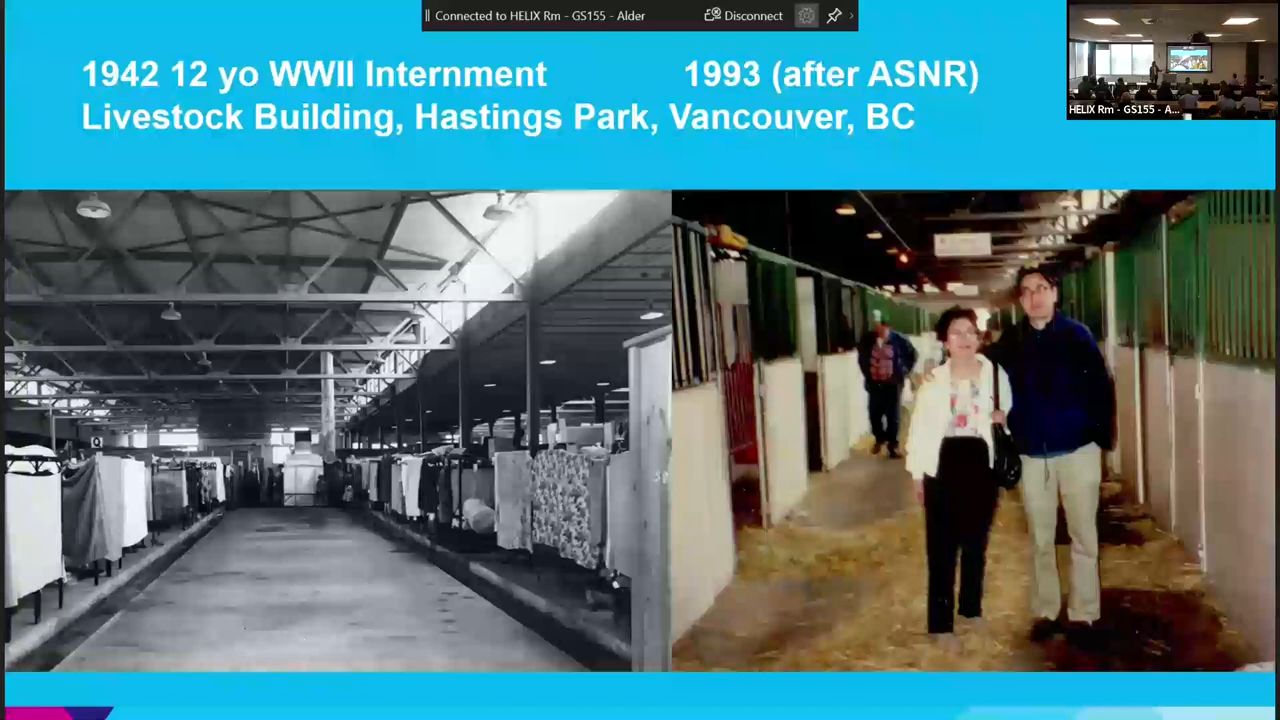 Connected to HELIX Rm - GS155 - Alder
Disconnect
1942 12 yo WWII Internment 1993 (after ASNR)
Livestock Building, Hastings Park, Vancouver, BC
HELIX Rm - GS155 - A...
Q